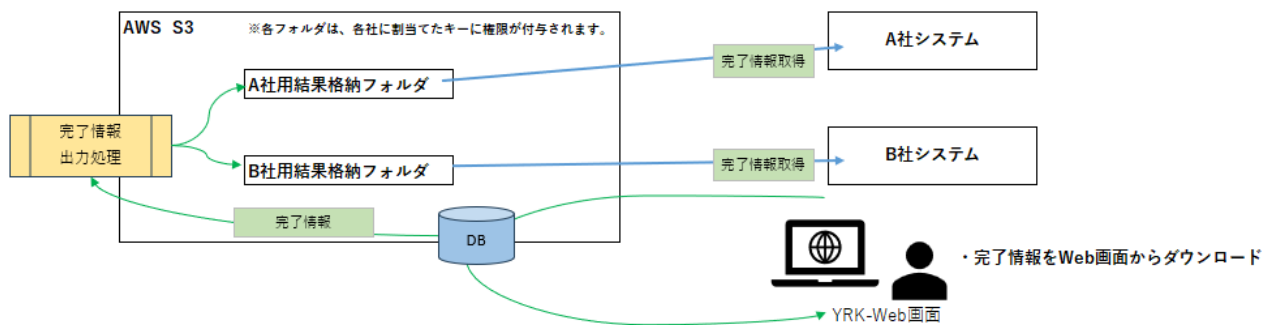 AWS S3
※各フォルダは、各社に割当てたキーに権限が付与されます。
A社システム
完了情報取得
A社用結果格納フォルダ
完了情報
出力処理
B社システム
完了情報取得
B社用結果格納フォルダ
完了情報
DB
・完了情報をWeb画面からダウンロード
YRK-Web画面